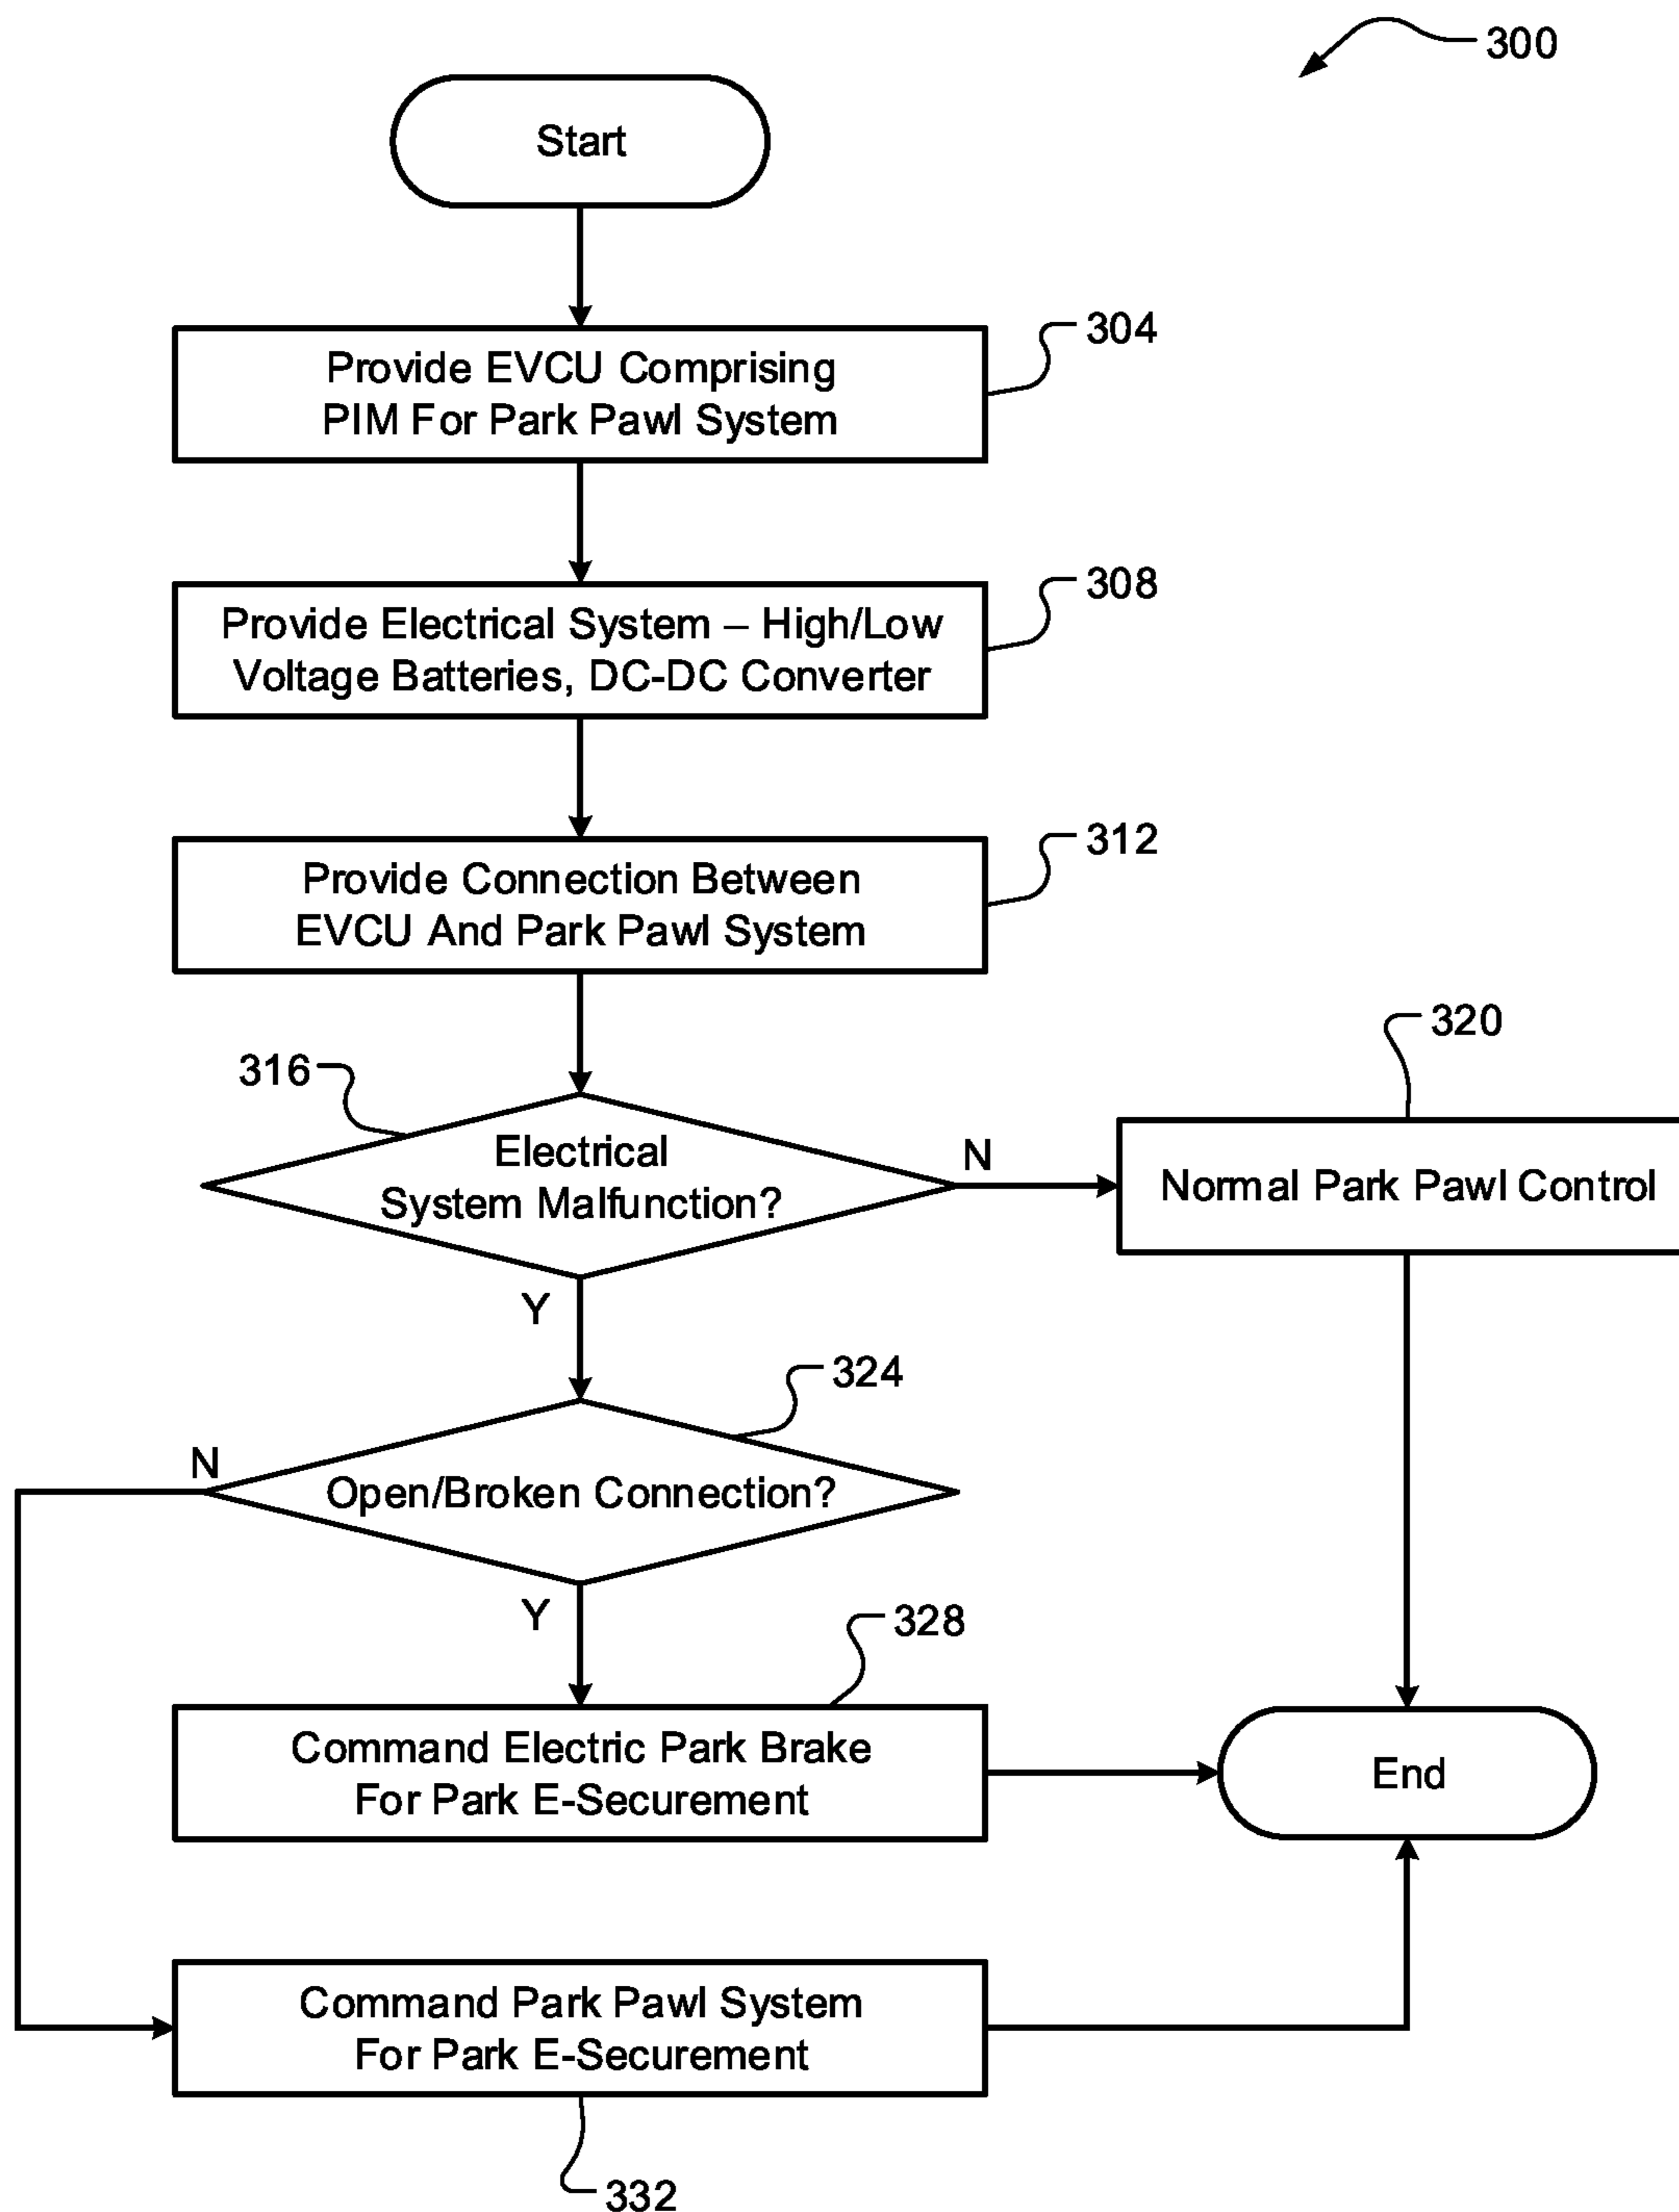 300
Start
304
Provide EVCU Comprising
PIM For Park Pawl System
308
Provide Electrical System – High/Low
Voltage Batteries, DC-DC Converter
312
Provide Connection Between
EVCU And Park Pawl System
316
Electrical
System Malfunction?
N
320
Normal Park Pawl Control
Y
324
N
Open/Broken Connection?
Y
328
Command Electric Park Brake
For Park E-Securement
End
Command Park Pawl System
For Park E-Securement
332